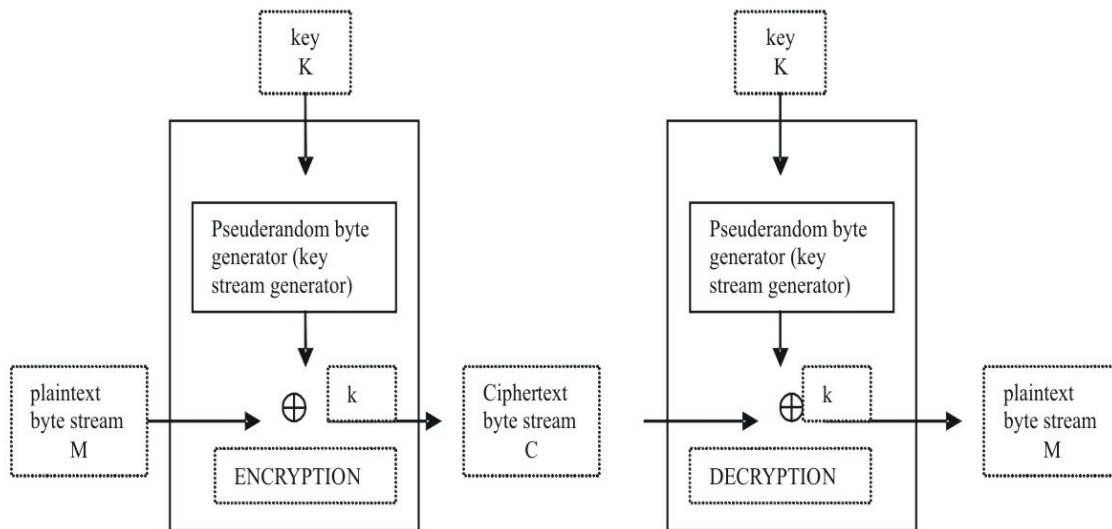 key
K
key
K
Pseuderandom byte
generator (key
stream generator)
Pseuderandom byte
generator (key
stream generator)
plaintext
byte stream
M
k
Ciphertext
byte stream
C
k
plaintext
byte stream
M
ENCRYPTION
DECRYPTION